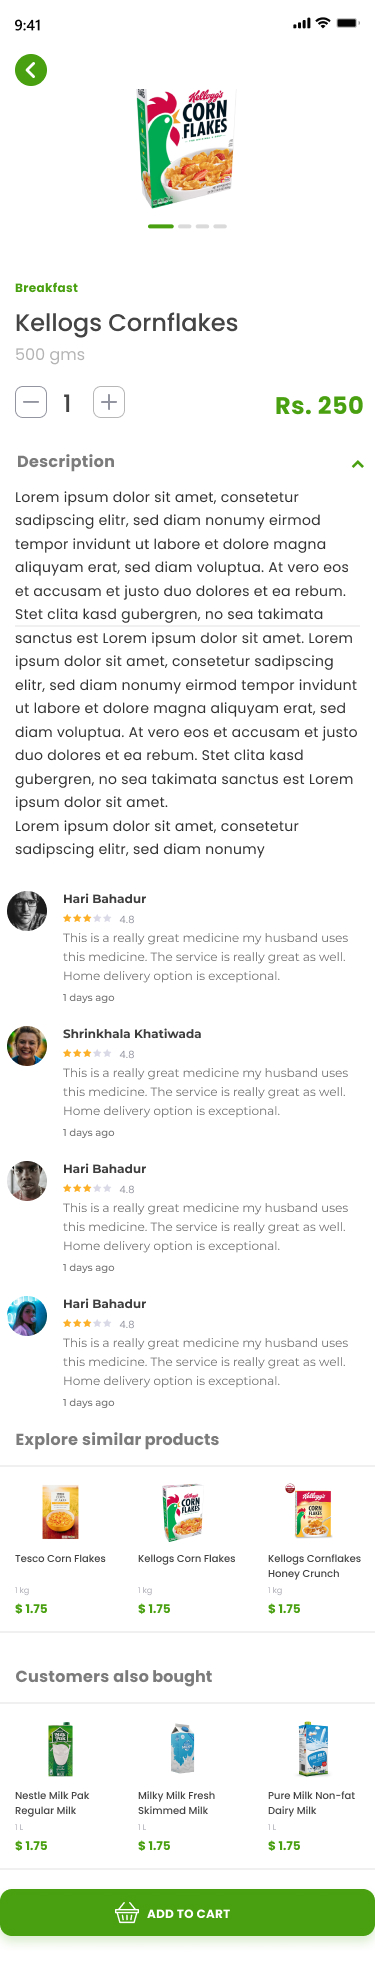 9:41
Kellogg's
CORN
FLAKES
Breakfast
Kellogs Cornflakes
500 gms
1
Rs. 250
Description
Lorem ipsum dolor sit amet, consetetur
sadipscing elitr, sed diam nonumy eirmod
tempor invidunt ut labore et dolore magna
aliquyam erat, sed diam voluptua. At vero eos
et accusam et justo duo dolores et ea rebum.
Stet clita kasd gubergren, no sea takimata
sanctus est Lorem ipsum dolor sit amet. Lorem
ipsum dolor sit amet, consetetur sadipscing
elitr, sed diam nonumy eirmod tempor invidunt
ut labore et dolore magna aliquyam erat, sed
diam voluptua. At vero eos et accusam et justo
duo dolores et ea rebum. Stet clita kasd
gubergren, no sea takimata sanctus est Lorem
ipsum dolor sit amet.
Lorem ipsum dolor sit amet, consetetur
sadipscing elitr, sed diam nonumy
Hari Bahadur
4.8
This is a really great medicine my husband uses
this medicine. The service is really great as well.
Home delivery option is exceptional.
1 days ago
Shrinkhala Khatiwada
4.8
This is a really great medicine my husband uses
this medicine. The service is really great as well.
Home delivery option is exceptional.
1 days ago
Hari Bahadur
4.8
This is a really great medicine my husband uses
this medicine. The service is really great as well.
Home delivery option is exceptional.
1 days ago
Hari Bahadur
4.8
This is a really great medicine my husband uses
this medicine. The service is really great as well.
Home delivery option is exceptional.
1 days ago
Explore similar products
Kellogg's
CORN
FLAKES
Kellogg's
CORN
FLAKES
Tesco Corn Flakes
1 kg
$ 1.75
Kellogs Corn Flakes
1 kg
$ 1.75
Kellogs Cornflakes
Honey Crunch
1 kg
$ 1.75
Customers also bought
Nestle Milk Pak
Regular Milk
1 L
$ 1.75
Milky Milk Fresh
Skimmed Milk
1 L
$ 1.75
Pure Milk Non-fat
Dairy Milk
1 L
$ 1.75
ADD TO CART